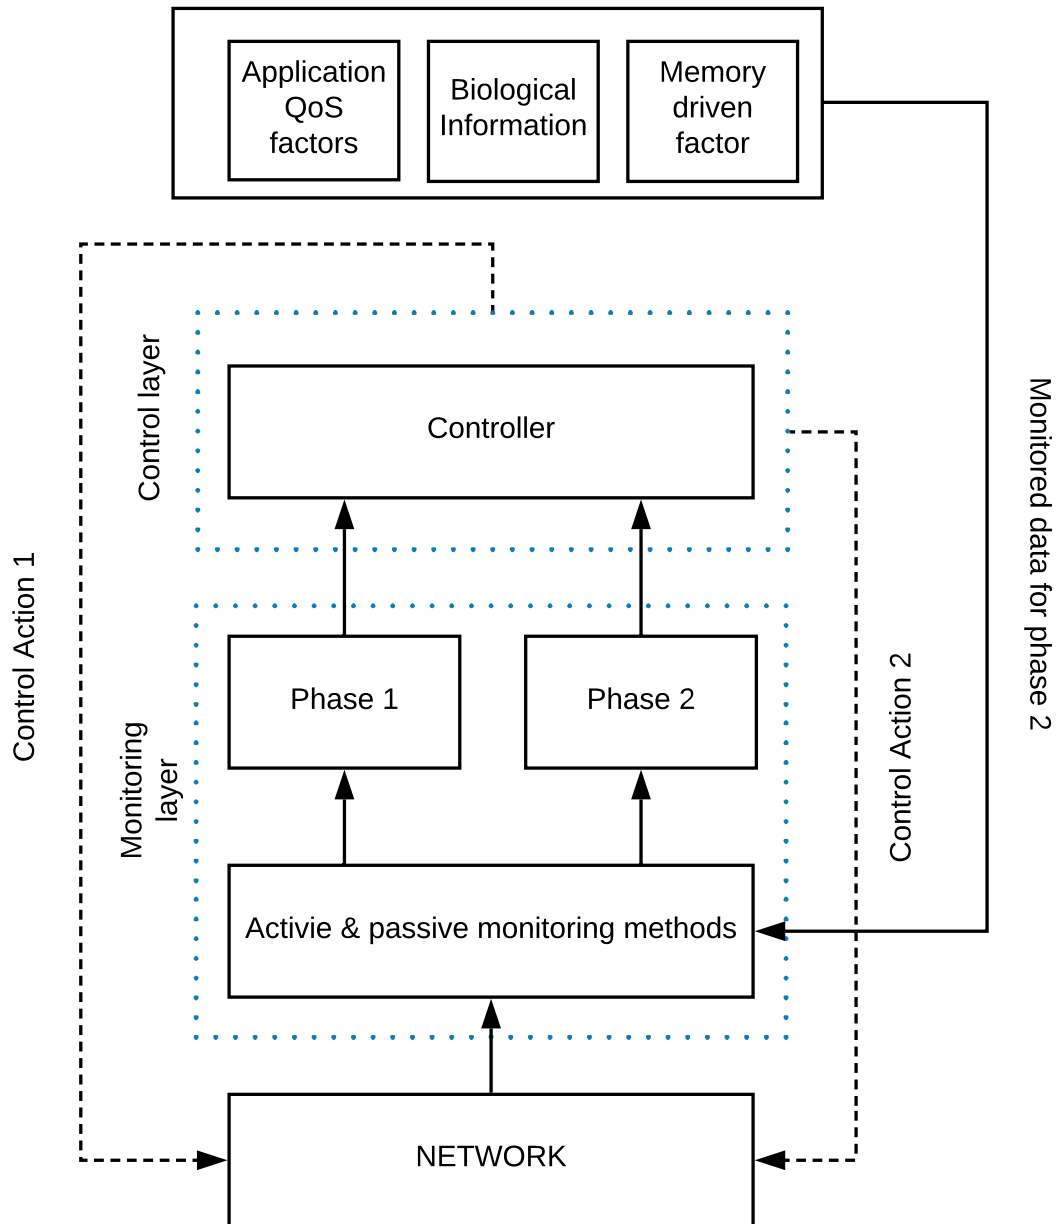 Application
QoS
factors
Biological
Information
Memory
driven
factor
Control layer
Controller
Monitored data for phase 2
Control Action 1
Phase 1
Phase 2
Control Action 2
Monitoring
layer
Activie & passive monitoring methods
NETWORK